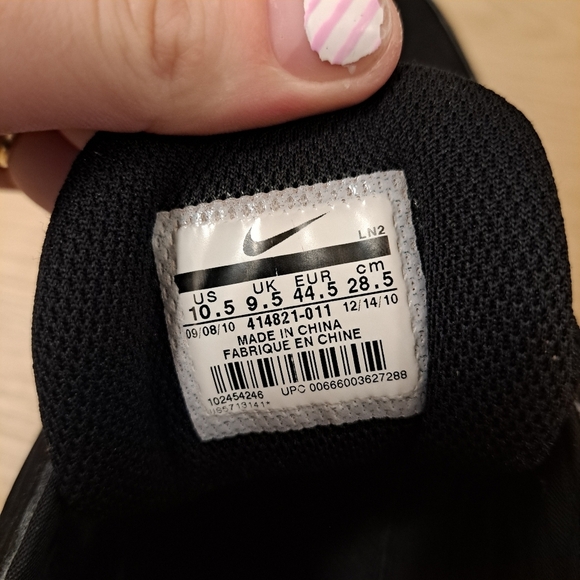 LN2
US UK EUR cm
10.5 9.5 44.5 28.5
09/08/10 414821-011 12/14/10
MADE IN CHINA
FABRIQUE EN CHINE
102454246 UPC 00666003627288